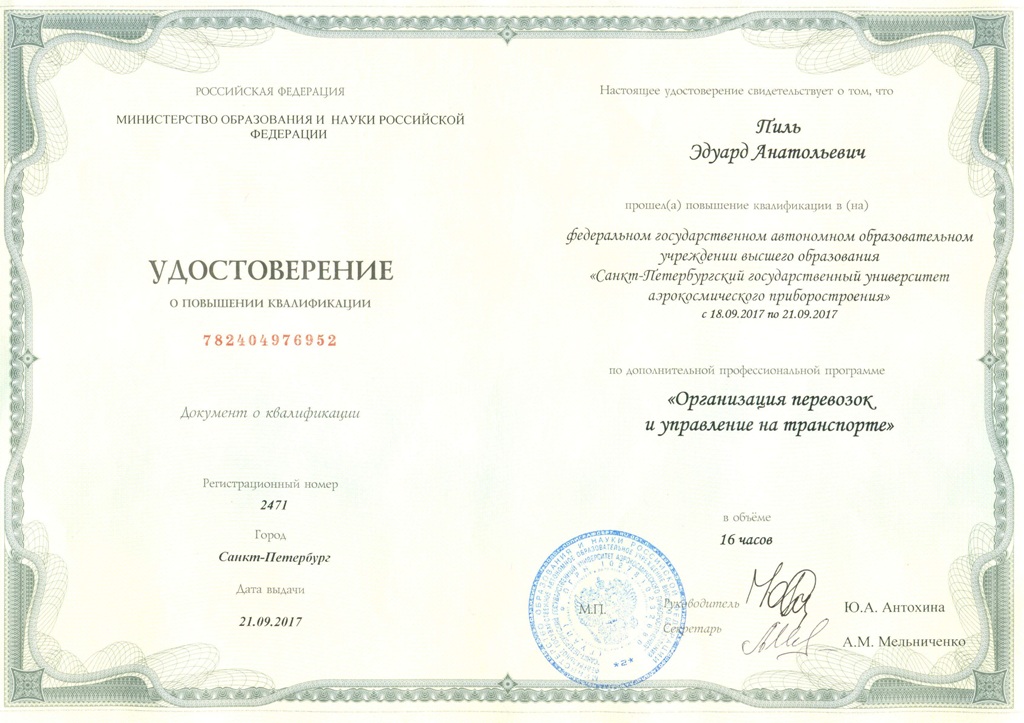 РОССИЙСКАЯ ФЕДЕРАЦИЯ
МИНИСТЕРСТВО ОБРАЗОВАНИЯ И НАУКИ РОССИЙСКОЙ
ФЕДЕРАЦИИ
УДОСТОВЕРЕНИЕ
О ПОВЫШЕНИИ КВАЛИФИКАЦИИ
782404976952
Документ о квалификации
Регистрационный номер
2471
Город
Санкт-Петербург
Дата выдачи
21.09.2017
Настоящее удостоверение свидетельствует о том, что
Пиль
Эдуард Анатольевич
прошел(а) повышение квалификации в (на)
федеральном государственном автономном образовательном
учреждении высшего образования
«Санкт-Петербургский государственный университет
аэрокосмического приборостроения»
с 18.09.2017 по 21.09.2017
по дополнительной профессиональной программе
«Организация перевозок
и управление на транспорте»
в объёме
16 часов
М.П.
Руководитель
Ю.А. Антохина
Секретарь
А.М. Мельниченко